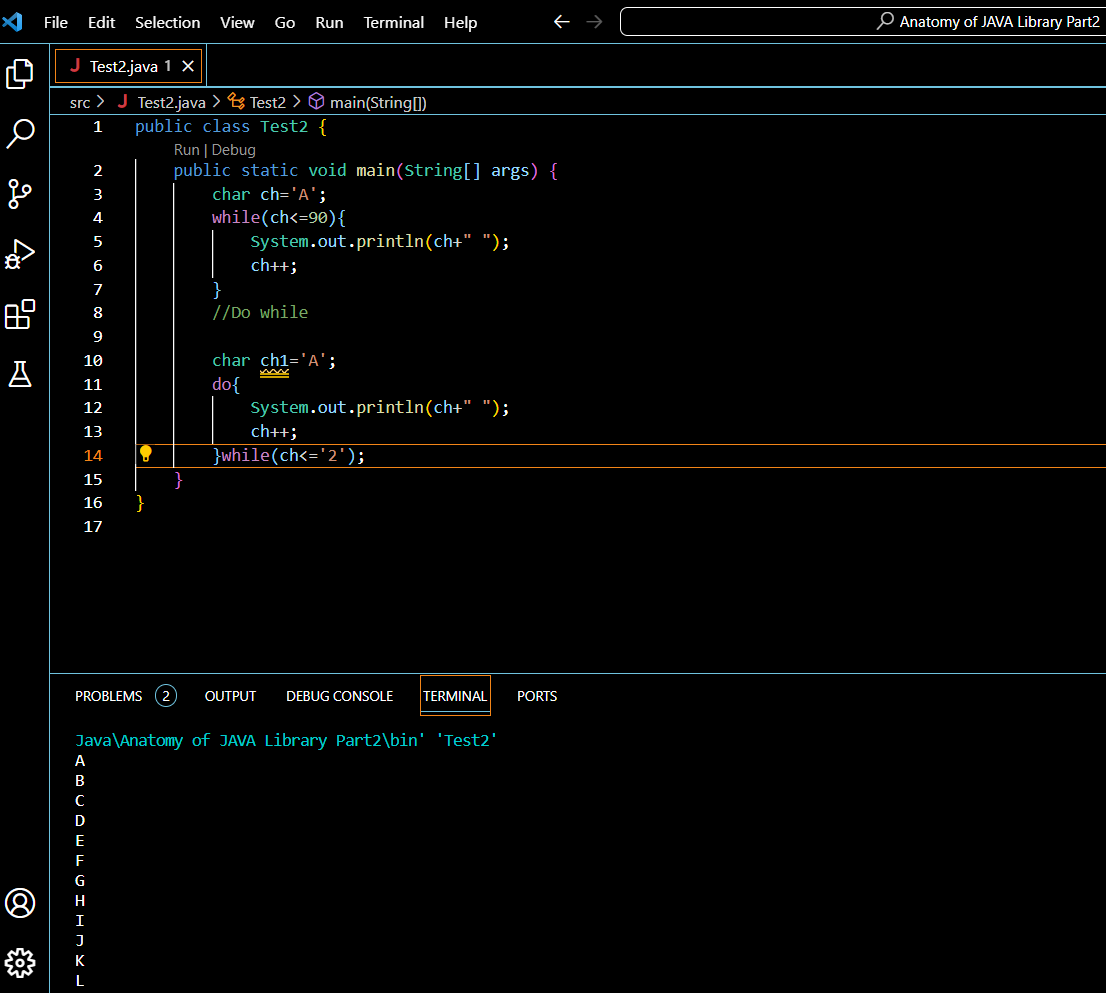 File Edit Selection View Go Run Terminal Help Anatomy of JAVA Library Part2
J Test2.java 1
src > J Test2.java > Test2 > main(String[])
1 public class Test2 {
Run | Debug
2 public static void main(String[] args) {
3 char ch='A';
4 while(ch<=90){
5 System.out.println(ch+" ");
6 ch++;
7 }
8 //Do while
9
10 char ch1='A';
11 do{
12 System.out.println(ch+" ");
13 ch++;
14 }while(ch<='2');
15 }
16 }
17
PROBLEMS 2 OUTPUT DEBUG CONSOLE TERMINAL PORTS
Java\Anatomy of JAVA Library Part2\bin' 'Test2'
A
B
C
D
E
F
G
H
I
J
K
L